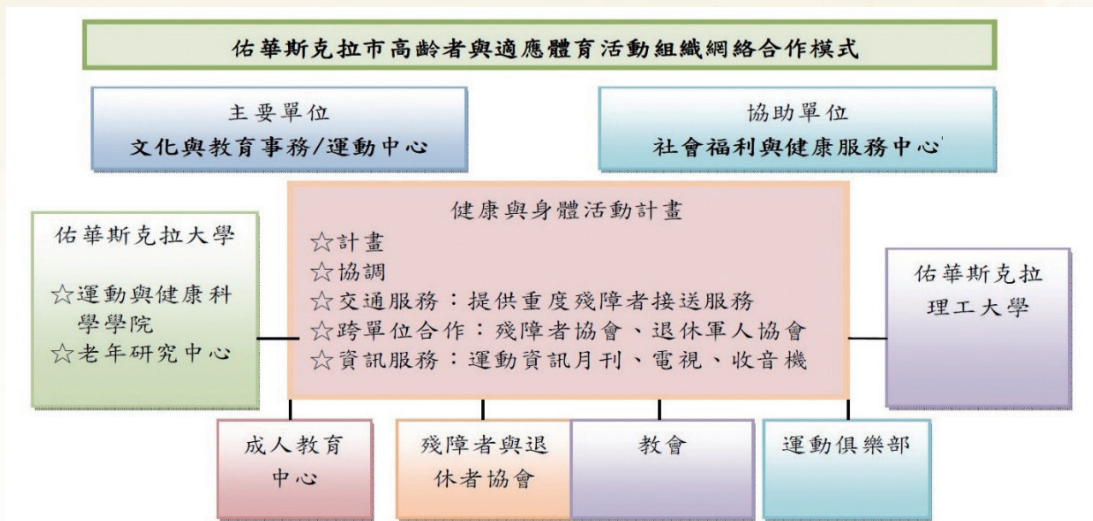 佑華斯克拉市高齡者與適應體育活動組織網絡合作模式
主要單位
文化與教育事務/運動中心
協助單位
社會福利與健康服務中心
健康與身體活動計畫
☆計畫
☆協調
☆交通服務：提供重度殘障者接送服務
☆跨單位合作：殘障者協會、退休軍人協會
☆資訊服務：運動資訊月刊、電視、收音機
佑華斯克拉大學
☆運動與健康科
學學院
☆老年研究中心
佑華斯克拉
理工大學
成人教育
中心
殘障者與退
休者協會
教會
運動俱樂部